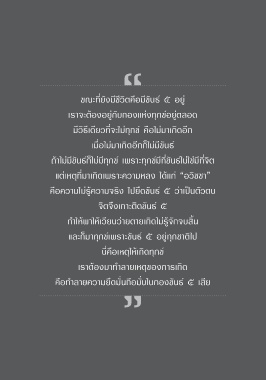 “
ขณะที่ยังมีชีวิตคือมีขันธ์ ๕ อยู่
เราจะต้องอยู่กับกองแห่งทุกข์อยู่ตลอด
มีวิธีเดียวที่จะไม่ทุกข์ คือไม่มาเกิดอีก
เมื่อไม่มาเกิดอีกก็ไม่มีขันธ์
ถ้าไม่มีขันธ์ก็ไม่มีทุกข์ เพราะทุกข์มีที่ขันธ์ไม่ใช่มีที่จิต
แต่เหตุที่มาเกิดเพราะความหลง ได้แก่ “อวิชชา”
คือความไม่รู้ความจริง ไปยึดขันธ์ ๕ ว่าเป็นตัวตน
จิตจึงเกาะติดขันธ์ ๕
ทำให้พาให้เวียนว่ายตายเกิดไม่รู้จักจบสิ้น
และก็มาทุกข์เพราะขันธ์ ๕ อยู่ทุกชาติไป
นี่คือเหตุให้เกิดทุกข์
เราต้องมาทำลายเหตุของการเกิด
คือทำลายความยึดมั่นถือมั่นในกองขันธ์ ๕ เสีย
”